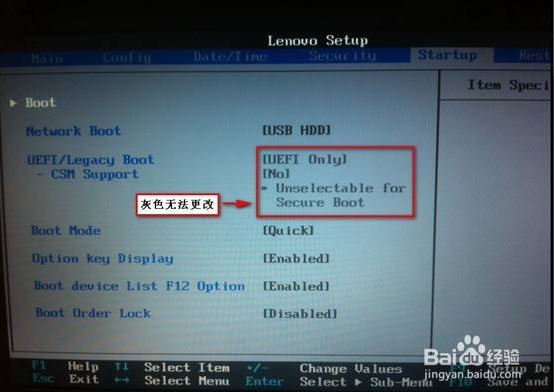 Lenovo Setup
Main Config Date/Time Security Startup Rest
Item Speci
▶ Boot
Network Boot [USB HDD]
UEFI/Legacy Boot [UEFI Only]
- CSM Support [No]
* Unselectable for
Secure Boot
灰色无法更改
Boot Mode [Quick]
Option key Display [Enabled]
Boot device List F12 Option [Enabled]
Boot Order Lock [Disabled]
F1 Help ↑↓ Select Item +/- Change Values Setup De
Esc Exit ←→ Select Menu Enter Select ▶ Sub-Menu F10 Save and
Baidu经验
jingyan.baidu.com